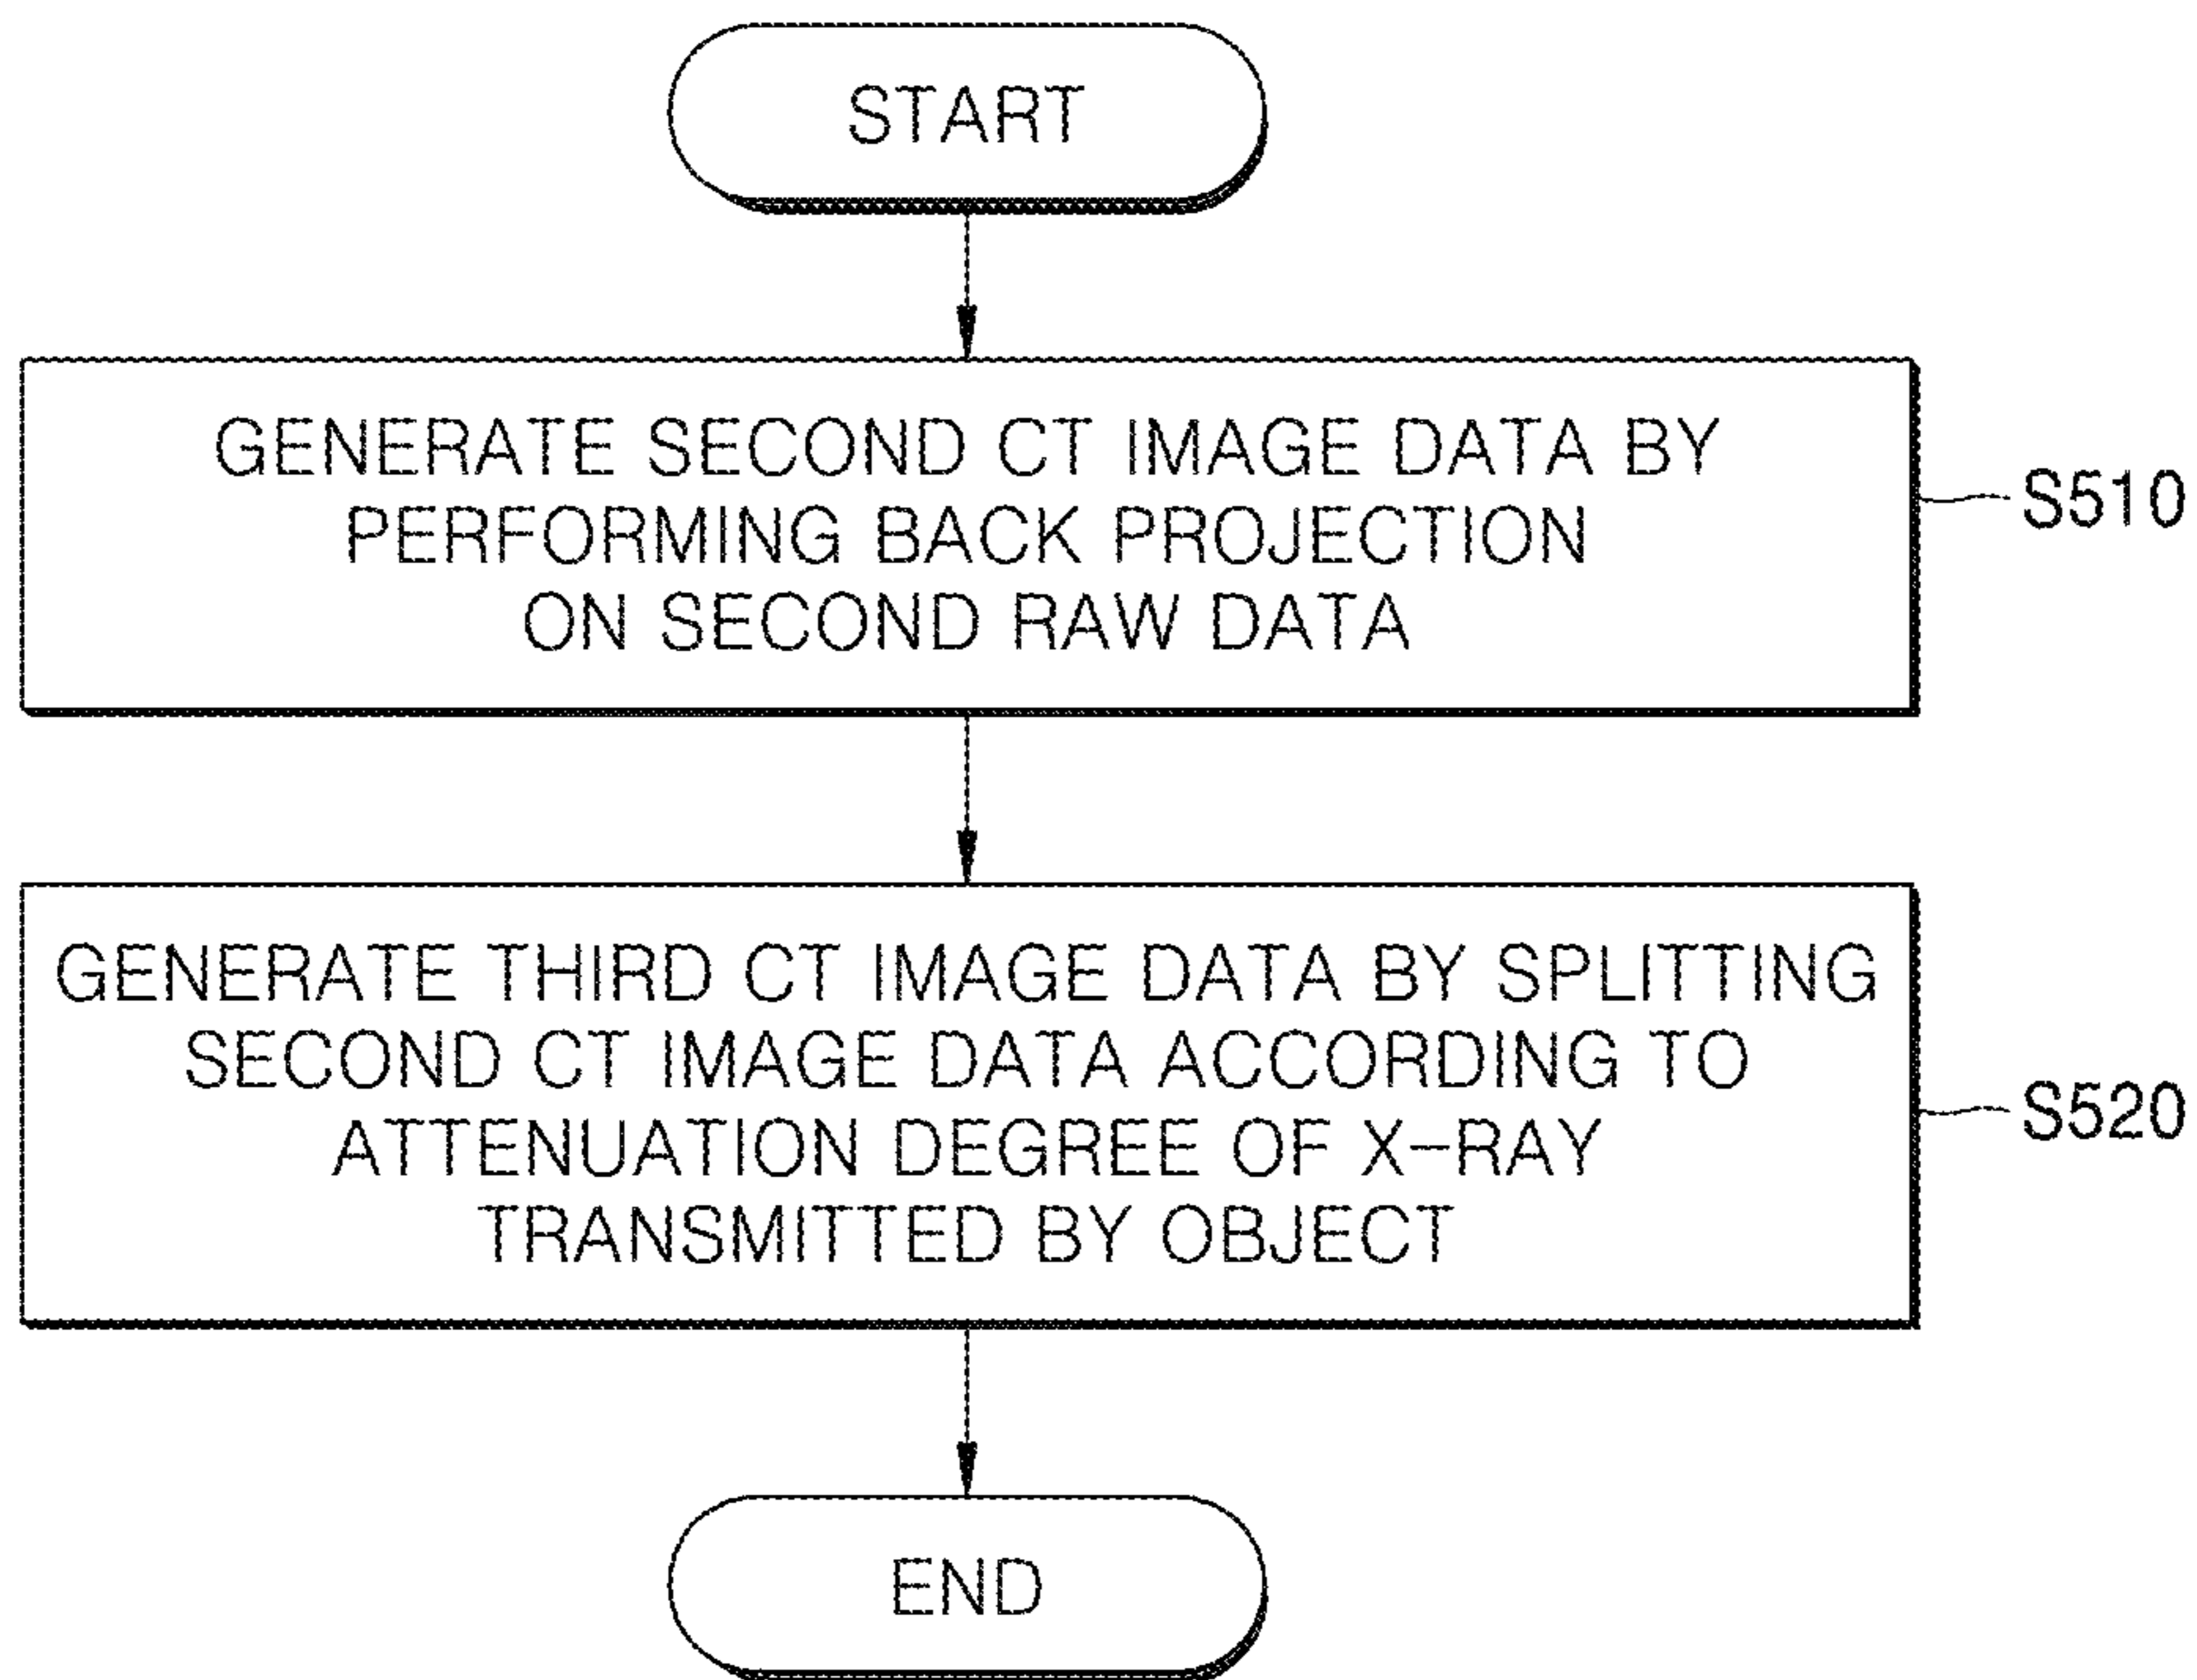 START
GENERATE SECOND CT IMAGE DATA BY
PERFORMING BACK PROJECTION
ON SECOND RAW DATA
S510
GENERATE THIRD CT IMAGE DATA BY SPLITTING
SECOND CT IMAGE DATA ACCORDING TO
ATTENUATION DEGREE OF X-RAY
TRANSMITTED BY OBJECT
S520
END